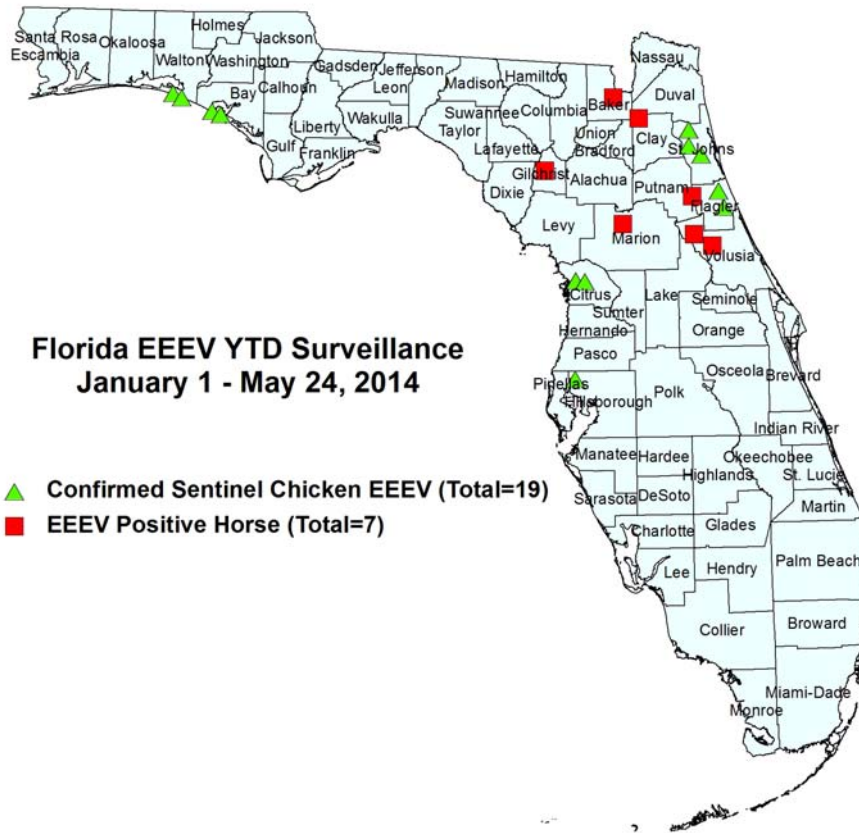 Holmes
Jackson
Nassau
Santa Rosa
Okaloosa
Escambia
Walton
Washington
Gadsden
Jefferson
Hamilton
Madison
Leon
Bay
Calhoun
Baker
Duval
Columbia
Suwannee
Wakulla
Liberty
Taylor
Union
Clay
Bradford
St. Johns
Gulf
Franklin
Lafayette
Gilchrist
Alachua
Putnam
Dixie
Flagler
Levy
Marion
Volusia
Citrus
Lake
Seminole
Sumter
Hernando
Orange
Florida EEEV YTD Surveillance
January 1 - May 24, 2014
Pasco
Osceola
Brevard
Pinellas
Polk
Hillsborough
Indian River
Manatee
Hardee
Okeechobee
Highlands
St. Lucie
Confirmed Sentinel Chicken EEEV (Total=19)
Sarasota
DeSoto
Martin
EEEV Positive Horse (Total=7)
Charlotte
Glades
Palm Beach
Lee
Hendry
Broward
Collier
Miami-Dade
Monroe